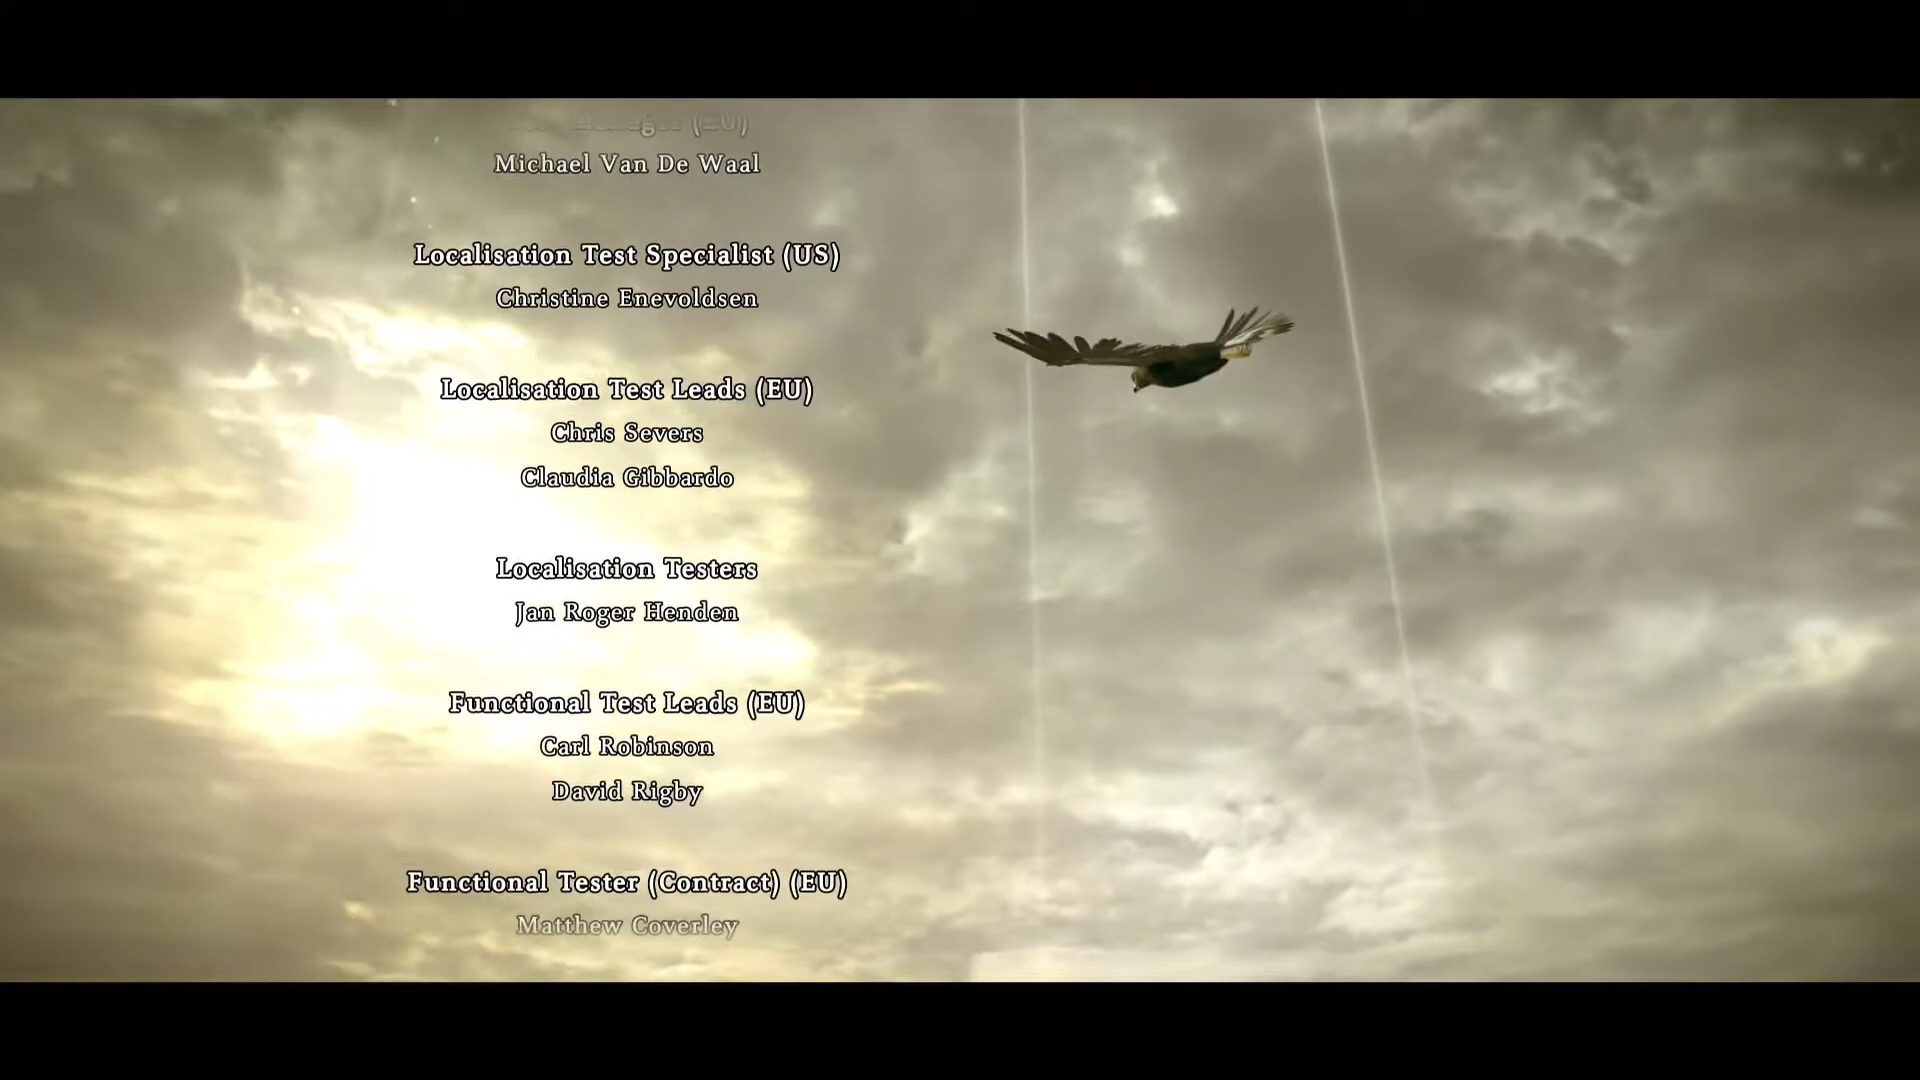 (EU)
Michael Van De Waal
Localisation Test Specialist (US)
Christine Enevoldsen
Localisation Test Leads (EU)
Chris Severs
Claudia Gibbardo
Localisation Testers
Jan Roger Henden
Functional Test Leads (EU)
Carl Robinson
David Rigby
Functional Tester (Contract) (EU)
Matthew Coverley